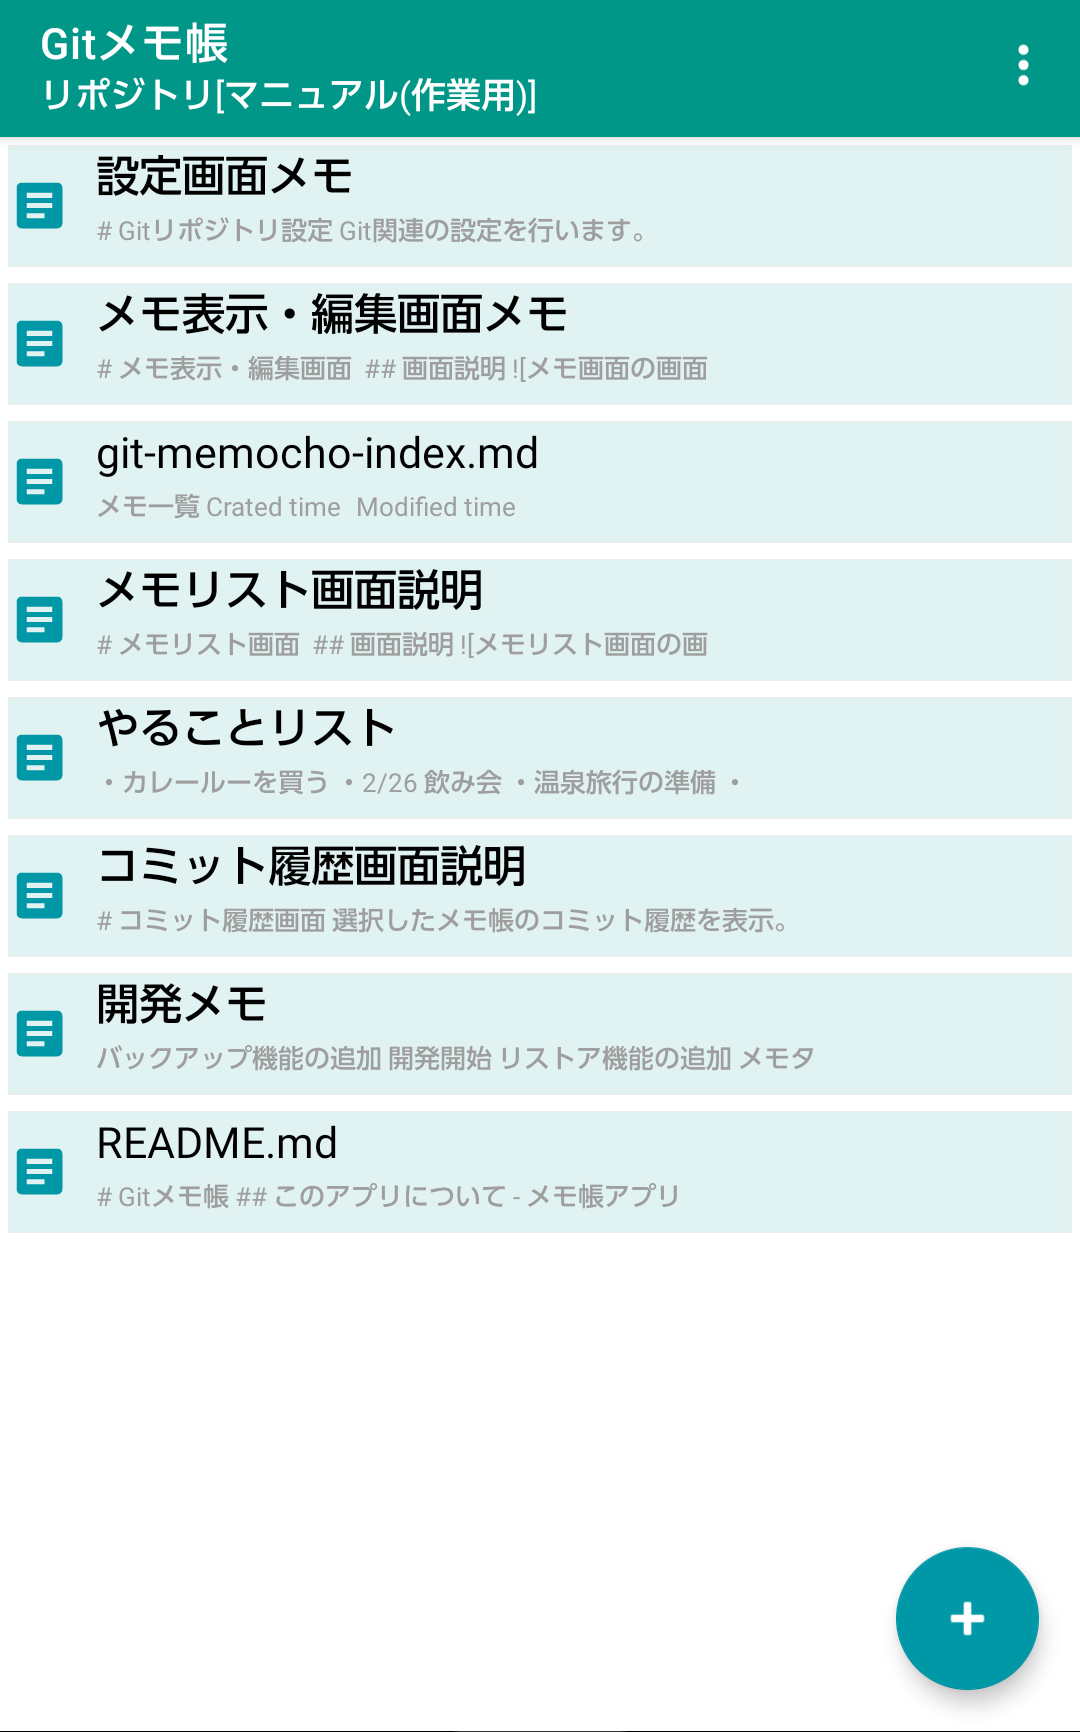 Gitメモ帳
リポジトリ[マニュアル(作業用)]
設定画面メモ
# Gitリポジトリ設定 Git関連の設定を行います。
メモ表示・編集画面メモ
# メモ表示・編集画面 ## 画面説明 ![メモ画面の画面
git-memocho-index.md
メモ一覧 Crated time Modified time
メモリスト画面説明
# メモリスト画面 ## 画面説明 ![メモリスト画面の画
やることリスト
・カレールーを買う ・2/26 飲み会 ・温泉旅行の準備 ・
コミット履歴画面説明
# コミット履歴画面 選択したメモ帳のコミット履歴を表示。
開発メモ
バックアップ機能の追加 開発開始 リストア機能の追加 メモタ
README.md
# Gitメモ帳 ## このアプリについて - メモ帳アプリ